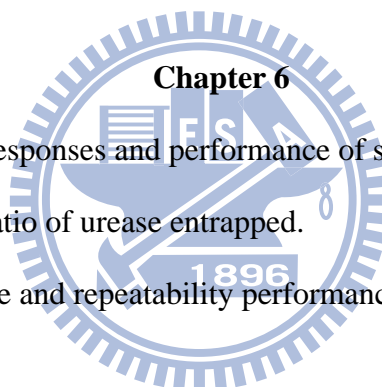 Chapter 6
esponses and performance of s
E S A
atio of urease entrapped.
1896
e and repeatability performanc